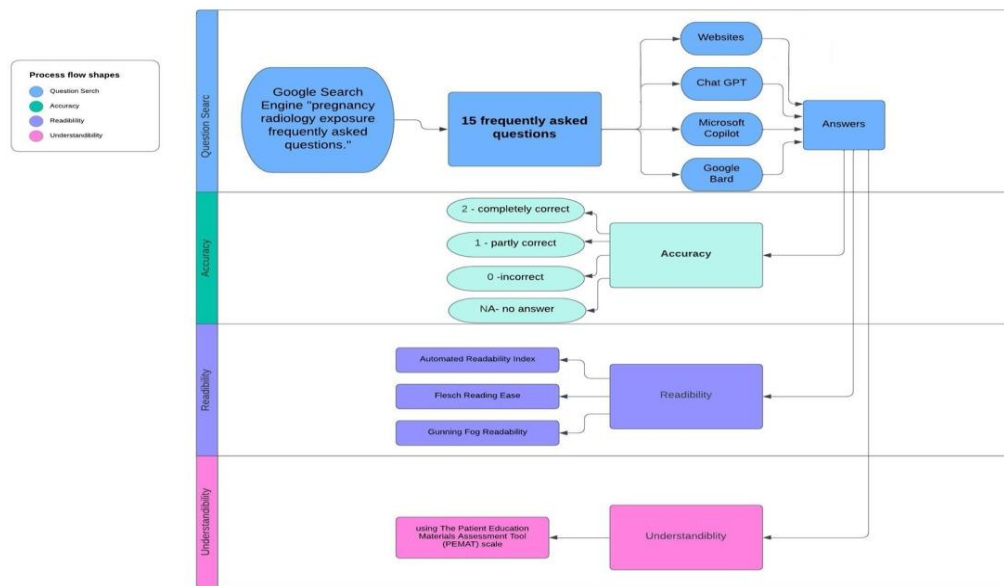 Process flow shapes
Question Serch
Accuracy
Readiblity
Understandibility
Question Searc
Google Search
Engine "pregnancy
radiology exposure
frequently asked
questions."
15 frequently asked
questions
Websites
Chat GPT
Microsoft
Copilot
Google
Bard
Answers
Accuracy
2 - completely correct
1 - partly correct
0 -incorrect
NA- no answer
Accuracy
Readibility
Automated Readability Index
Flesch Reading Ease
Gunning Fog Readability
Readibility
Understandibility
using The Patient Education
Materials Assessment Tool
(PEMAT) scale
Understandiblity